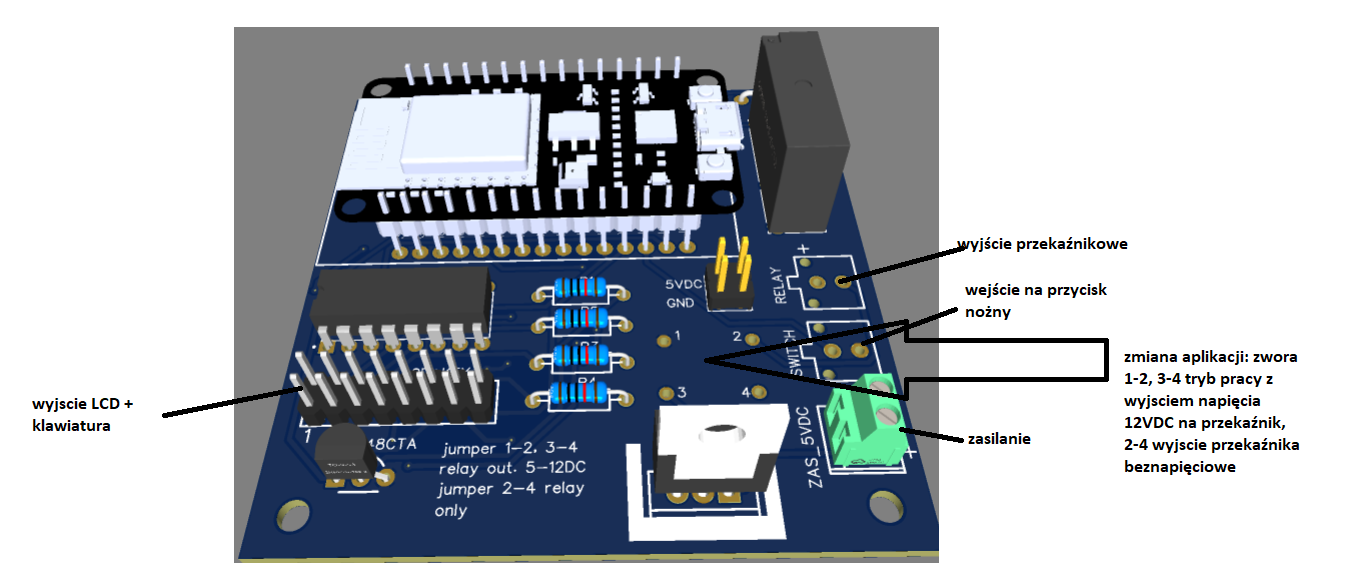 wyjście przekaźnikowe
wejście na przycisk
nożny
zmiana aplikacji: zwora
1-2, 3-4 tryb pracy z
wyjsciem napięcia
12VDC na przekaźnik,
2-4 wyjscie przekaźnika
beznapięciowe
zasilanie
wyjscie LCD +
klawiatura
5VDC
GND
RELAY
+
1
2
SWITCH
3
4
R4
ZAS_5VDC
+
1
48CTA
jumper 1-2. 3-4
relay out. 5-12DC
jumper 2-4 relay
only